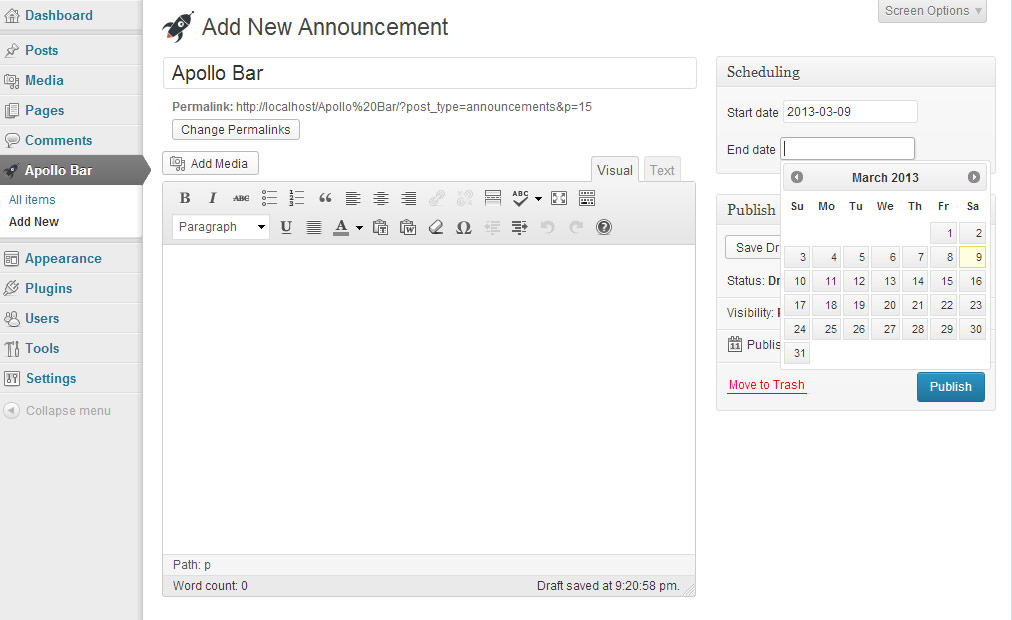 Dashboard
Posts
Media
Pages
Comments
Apollo Bar
All items
Add New
Appearance
Plugins
Users
Tools
Settings
Collapse menu
Screen Options
Add New Announcement
Apollo Bar
Permalink: http://localhost/Apollo%20Bar/?post_type=announcements&p=15
Change Permalinks
Add Media
Visual Text
B I ABC ABC
Paragraph U A Ω
Path: p
Word count: 0 Draft saved at 9:20:58 pm.
Scheduling
Start date 2013-03-09
End date
March 2013
Su Mo Tu We Th Fr Sa
1 2
3 4 5 6 7 8 9
10 11 12 13 14 15 16
17 18 19 20 21 22 23
24 25 26 27 28 29 30
31
Publish
Save Dr
Status: Dr
Visibility:
11 Publis
Move to Trash Publish